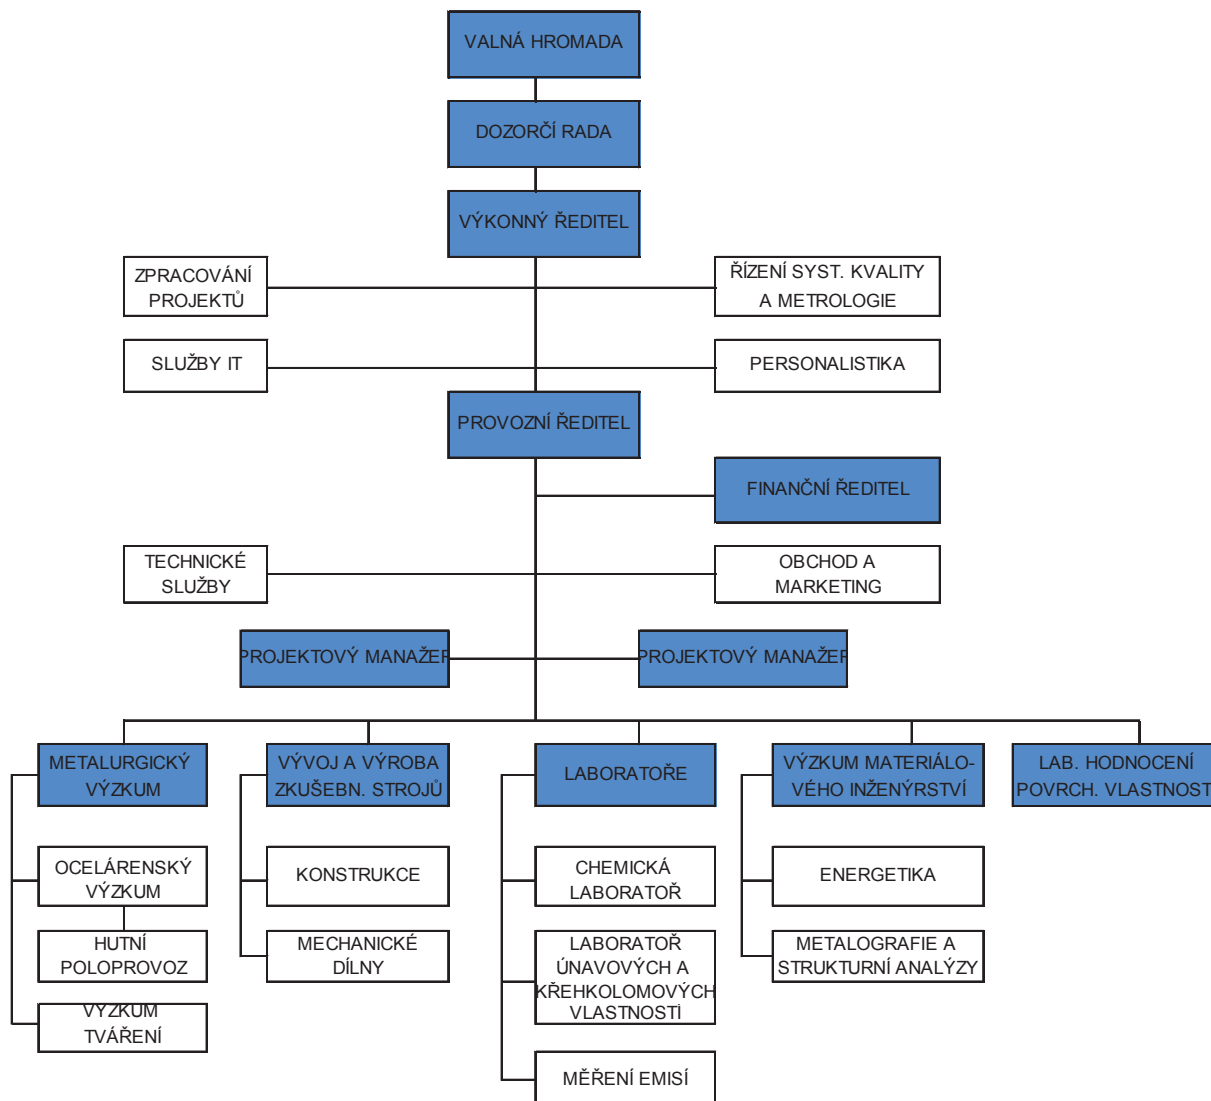 VALNÁ HROMADA
DOZORČÍ RADA
VÝKONNÝ ŘEDITEL
ZPRACOVÁNÍ
PROJEKTŮ
ŘÍZENÍ SYST. KVALITY
A METROLOGIE
SLUŽBY IT
PERSONALISTIKA
PROVOZNÍ ŘEDITEL
FINANČNÍ ŘEDITEL
TECHNICKÉ
SLUŽBY
OBCHOD A
MARKETING
PROJEKTOVÝ MANAŽER
PROJEKTOVÝ MANAŽER
METALURGICKÝ
VÝZKUM
VÝVOJ A VÝROBA
ZKUŠEBN. STROJŮ
LABORATOŘE
VÝZKUM MATERIÁLO-
VÉHO INŽENÝRSTVÍ
LAB. HODNOCENÍ
POVRCH. VLASTNOST
OCELÁRENSKÝ
VÝZKUM
KONSTRUKCE
CHEMICKÁ
LABORATOŘ
ENERGETIKA
HUTNÍ
POLOPROVOZ
MECHANICKÉ
DÍLNY
LABORATOŘ
ÚNAVOVÝCH A
KŘEHKOLOMOVÝCH
VLASTNOSTÍ
METALOGRAFIE A
STRUKTURNÍ ANALÝZY
VÝZKUM
TVÁŘENÍ
MĚŘENÍ EMISÍ